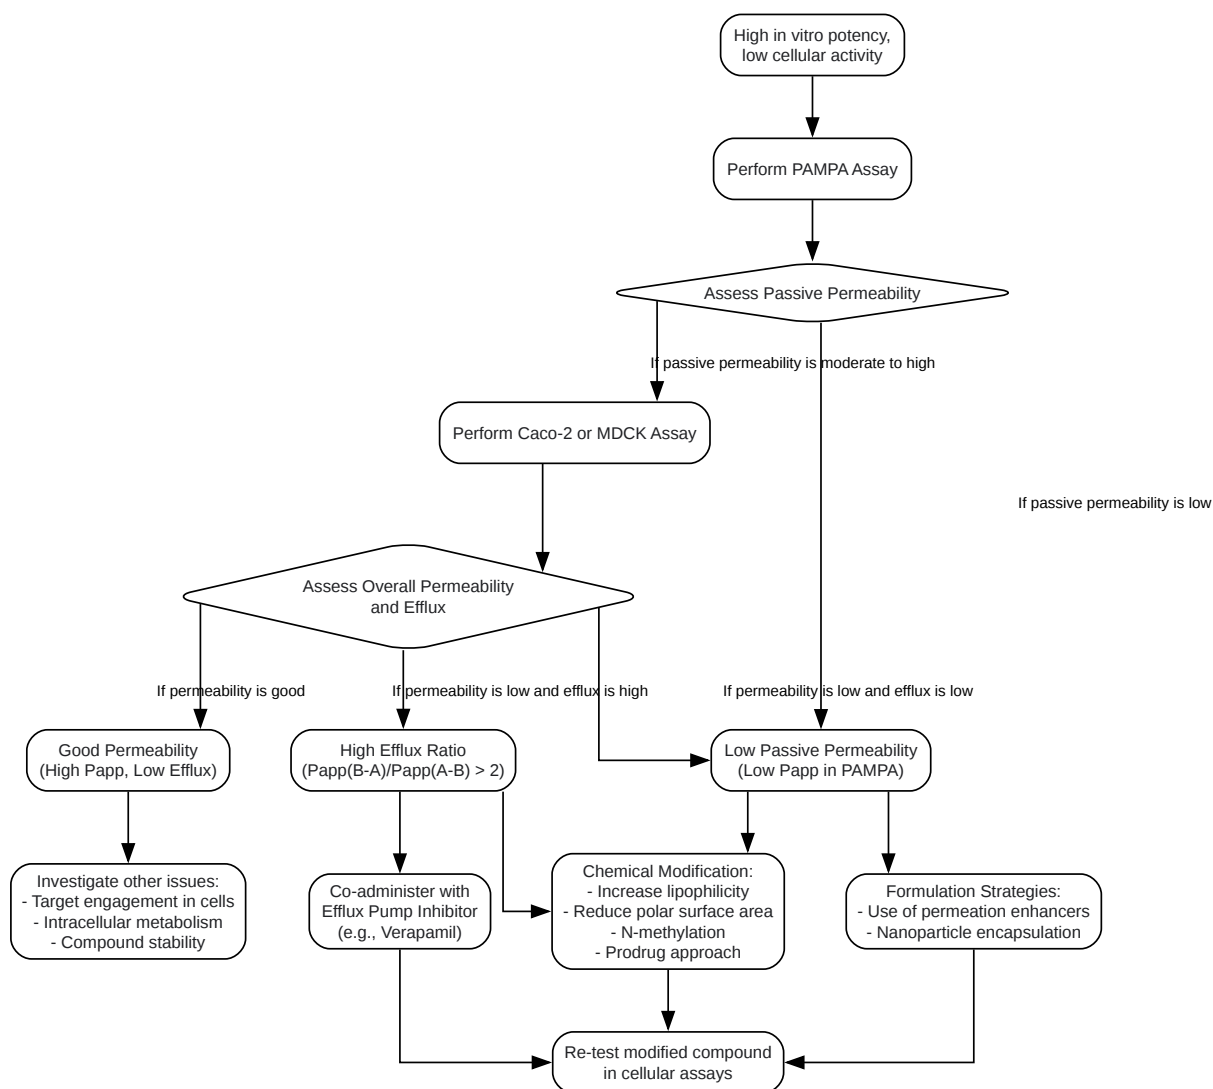 High in vitro potency,
low cellular activity
Perform PAMPA Assay
Assess Passive Permeability
If passive permeability is moderate to high
Perform Caco-2 or MDCK Assay
If passive permeability is low
Assess Overall Permeability
and Efflux
If permeability is good
If permeability is low and efflux is high
If permeability is low and efflux is low
Good Permeability
(High Papp, Low Efflux)
High Efflux Ratio
(Papp(B-A)/Papp(A-B) > 2)
Low Passive Permeability
(Low Papp in PAMPA)
Investigate other issues:
- Target engagement in cells
- Intracellular metabolism
- Compound stability
Co-administer with
Efflux Pump Inhibitor
(e.g., Verapamil)
Chemical Modification:
- Increase lipophilicity
- Reduce polar surface area
- N-methylation
- Prodrug approach
Formulation Strategies:
- Use of permeation enhancers
- Nanoparticle encapsulation
Re-test modified compound
in cellular assays